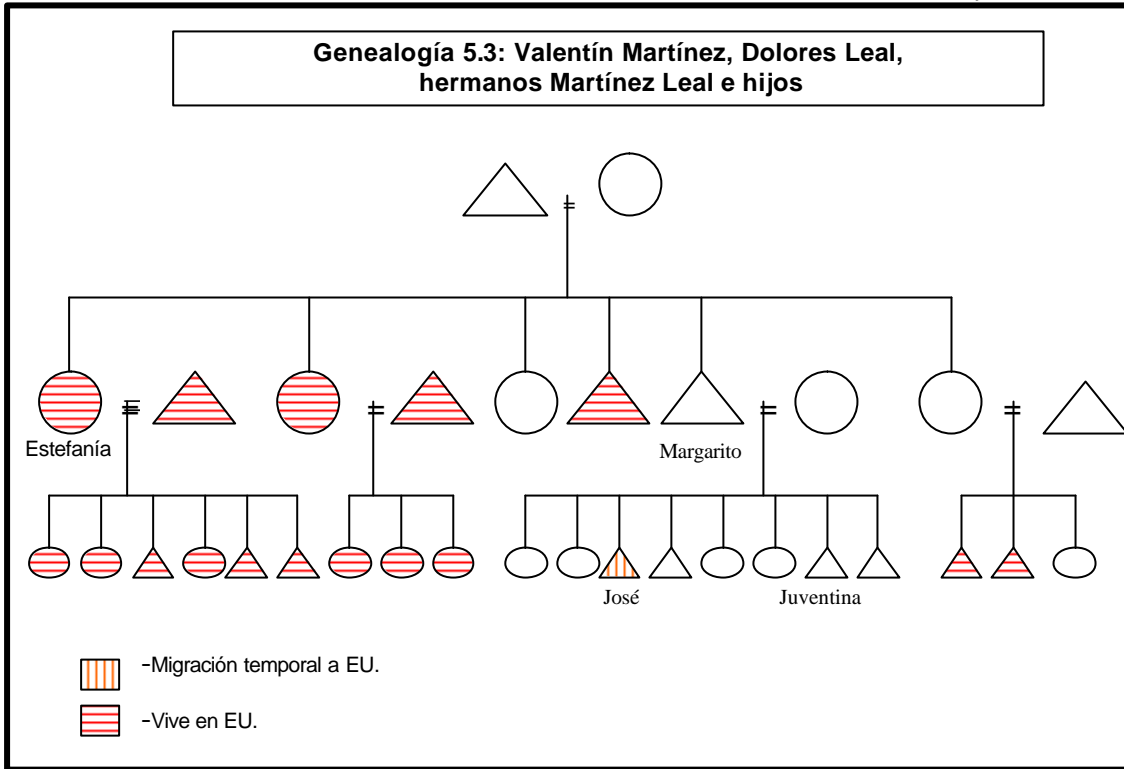 Genealogía 5.3: Valentín Martínez, Dolores Leal,
hermanos Martínez Leal e hijos
Estefanía
Margarito
José
Juventina
-Migración temporal a EU.
-Vive en EU.